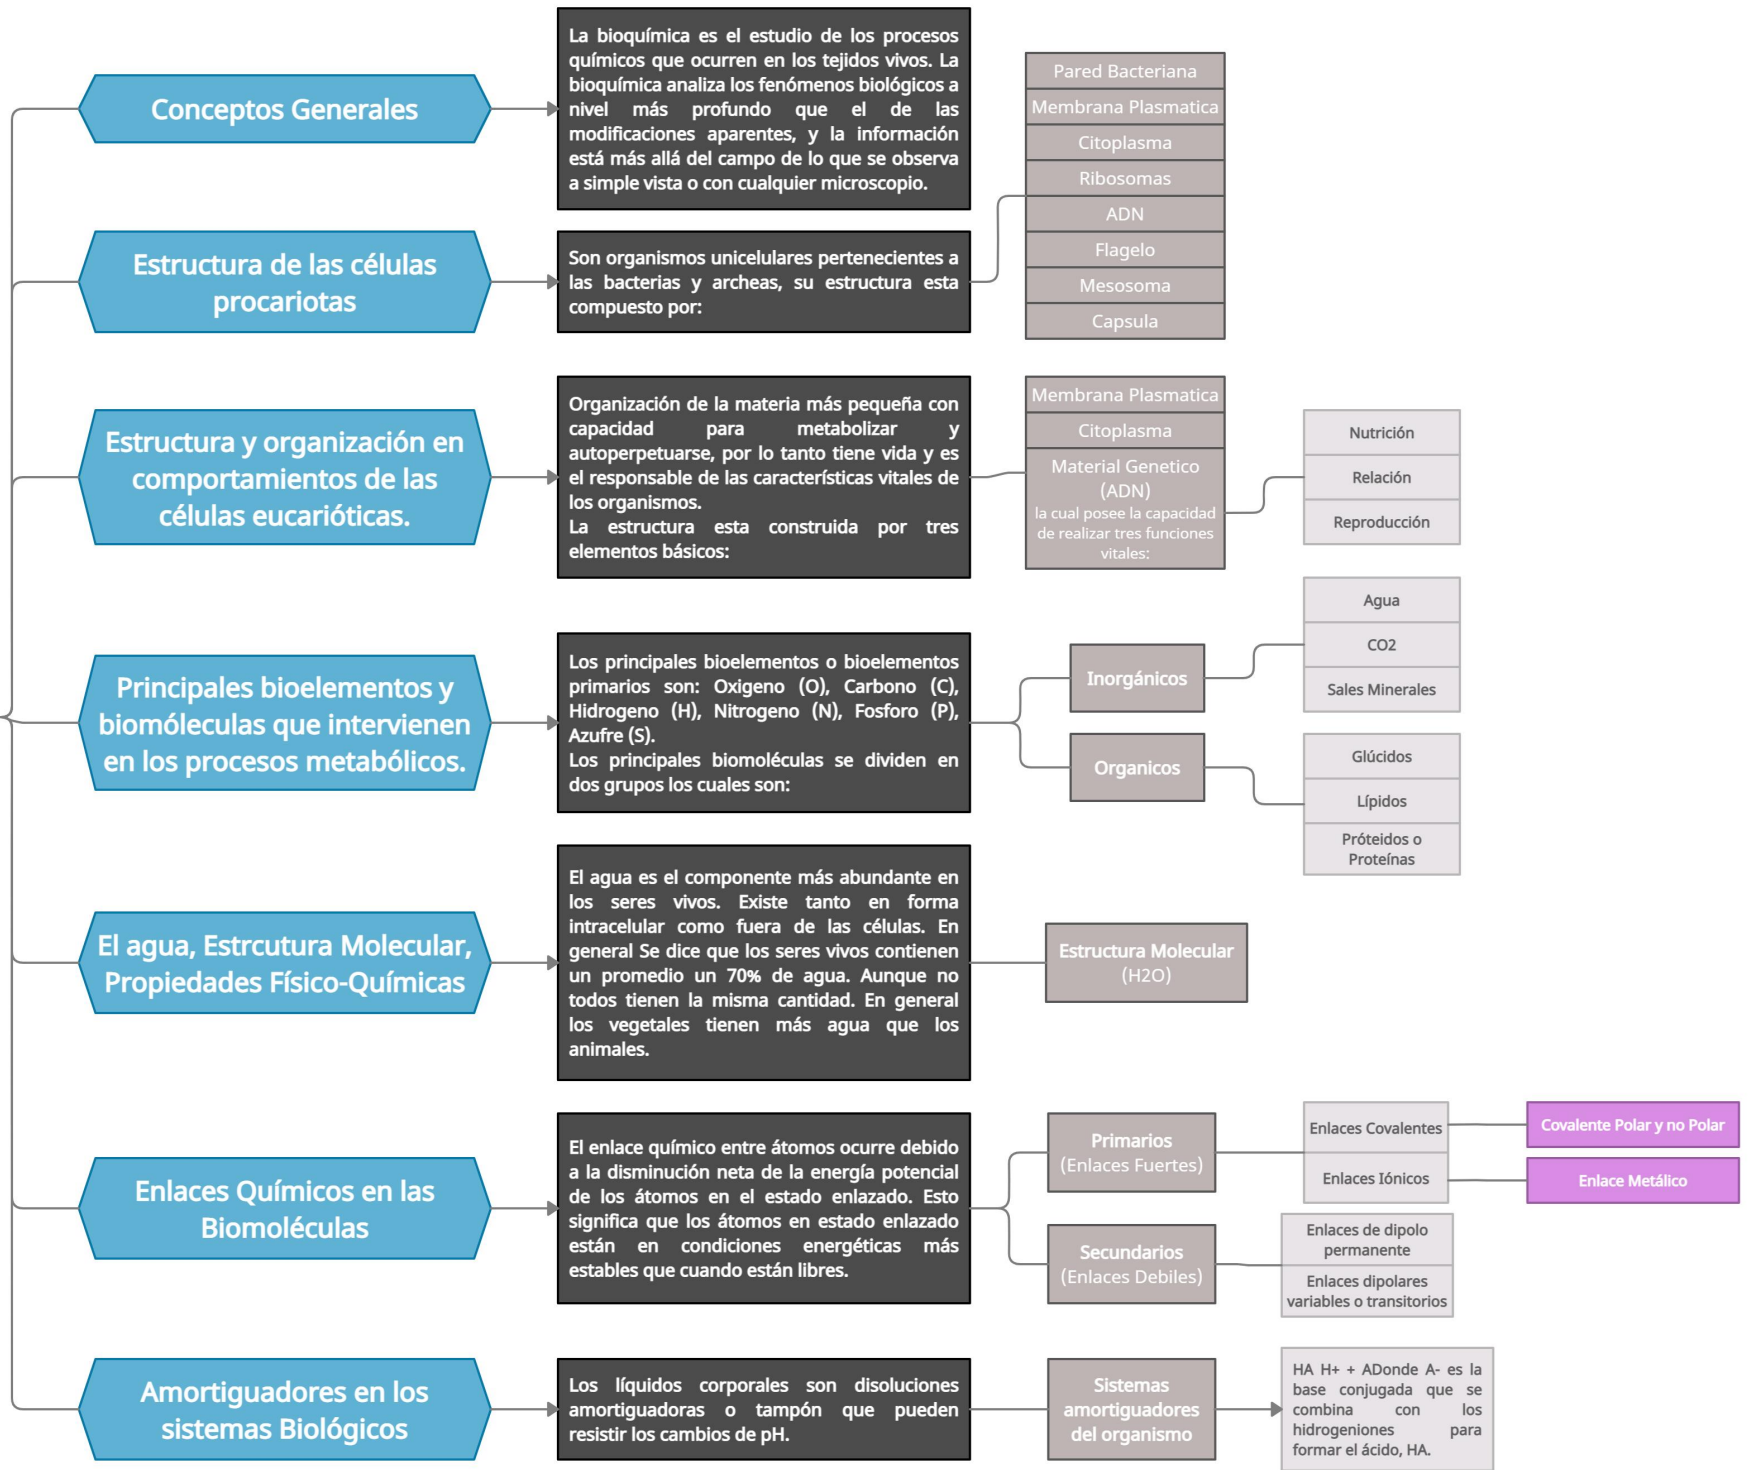 Conceptos Generales
La bioquímica es el estudio de los procesos
químicos que ocurren en los tejidos vivos. La
bioquímica analiza los fenómenos biológicos a
nivel más profundo que el de las
modificaciones aparentes, y la información
está más allá del campo de lo que se observa
a simple vista o con cualquier microscopio.
Estructura de las células
procariotas
Son organismos unicelulares pertenecientes a
las bacterias y archeas, su estructura esta
compuesto por:
Pared Bacteriana
Membrana Plasmatica
Citoplasma
Ribosomas
ADN
Flagelo
Mesosoma
Capsula
Estructura y organización en
comportamientos de las
células eucarióticas.
Organización de la materia más pequeña con
capacidad para metabolizar y
autoperpetuarse, por lo tanto tiene vida y es
el responsable de las características vitales de
los organismos.
La estructura esta construida por tres
elementos básicos:
Membrana Plasmatica
Citoplasma
Material Genetico
(ADN)
la cual posee la capacidad
de realizar tres funciones
vitales:
Nutrición
Relación
Reproducción
Principales bioelementos y
biomóleculas que intervienen
en los procesos metabólicos.
Los principales bioelementos o bioelementos
primarios son: Oxigeno (O), Carbono (C),
Hidrogeno (H), Nitrogeno (N), Fosforo (P),
Azufre (S).
Los principales biomoléculas se dividen en
dos grupos los cuales son:
Inorgánicos
Agua
CO2
Sales Minerales
Organicos
Glúcidos
Lípidos
Próteidos o
Proteínas
El agua, Estrcutura Molecular,
Propiedades Físico-Químicas
El agua es el componente más abundante en
los seres vivos. Existe tanto en forma
intracelular como fuera de las células. En
general Se dice que los seres vivos contienen
un promedio un 70% de agua. Aunque no
todos tienen la misma cantidad. En general
los vegetales tienen más agua que los
animales.
Estructura Molecular
(H2O)
Enlaces Químicos en las
Biomoléculas
El enlace químico entre átomos ocurre debido
a la disminución neta de la energía potencial
de los átomos en el estado enlazado. Esto
significa que los átomos en estado enlazado
están en condiciones energéticas más
estables que cuando están libres.
Primarios
(Enlaces Fuertes)
Enlaces Covalentes
Covalente Polar y no Polar
Enlaces Iónicos
Enlace Metálico
Secundarios
(Enlaces Debiles)
Enlaces de dipolo
permanente
Enlaces dipolares
variables o transitorios
Amortiguadores en los
sistemas Biológicos
Los líquidos corporales son disoluciones
amortiguadoras o tampón que pueden
resistir los cambios de pH.
Sistemas
amortiguadores
del organismo
HA H+ + ADonde A- es la
base conjugada que se
combina con los
hidrogeniones para
formar el ácido, HA.